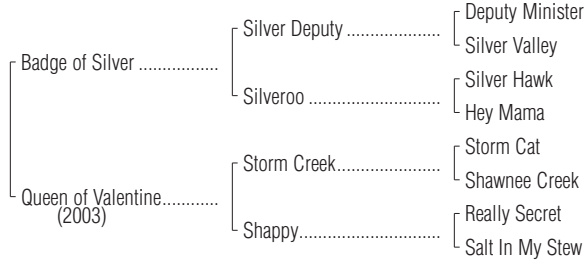 Deputy Minister
Silver Deputy ....................
Silver Valley
Badge of Silver .................
Silver Hawk
Silveroo ............................
Hey Mama
Storm Cat
Storm Creek......................
Shawnee Creek
Queen of Valentine............
(2003)
Really Secret
Shappy..............................
Salt In My Stew